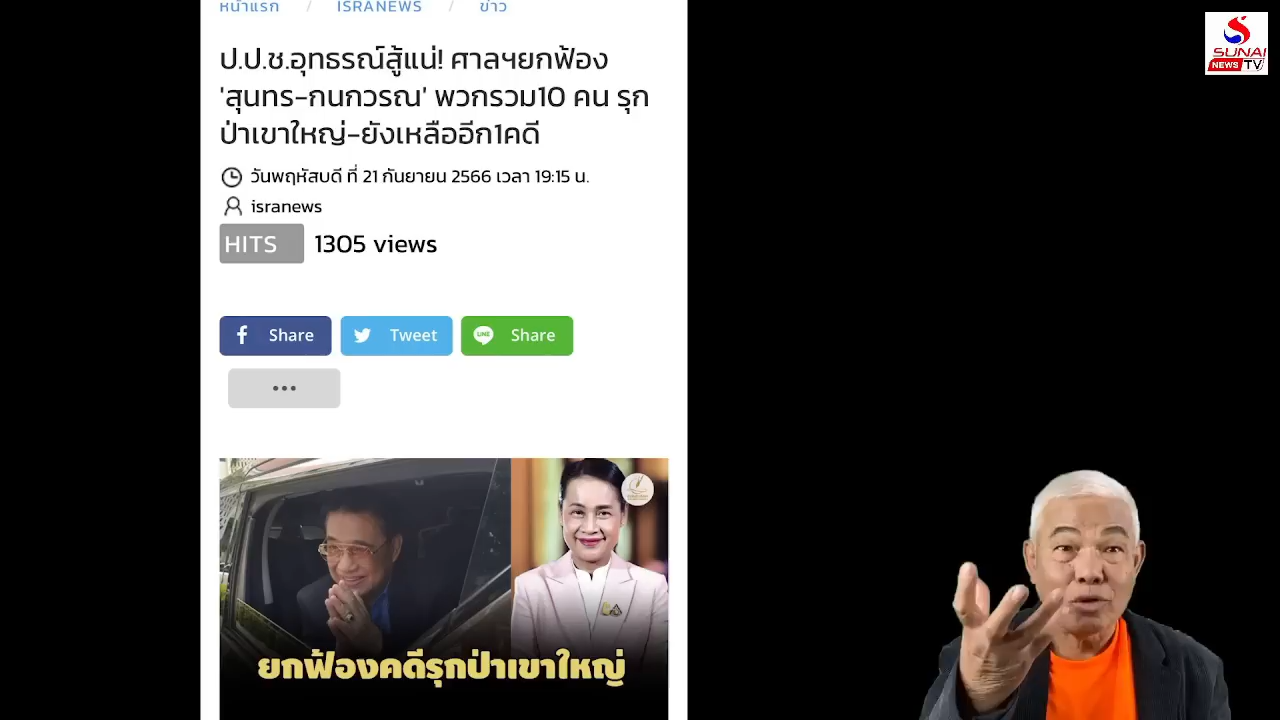 หน้าแรก / ISRANEWS / ข่าว
ป.ป.ช.อุทธรณ์สู้แน่! ศาลฯยกฟ้อง
'สุนทร-กนกวรณ' พวกรวม10 คน รุก
ป่าเขาใหญ่-ยังเหลืออีก1คดี
วันพฤหัสบดี ที่ 21 กันยายน 2566 เวลา 19:15 น.
isranews
HITS 1305 views
Share Tweet LINE Share
ยกฟ้องคดีรุกป่าเขาใหญ่
SUNAI
NEWS TV